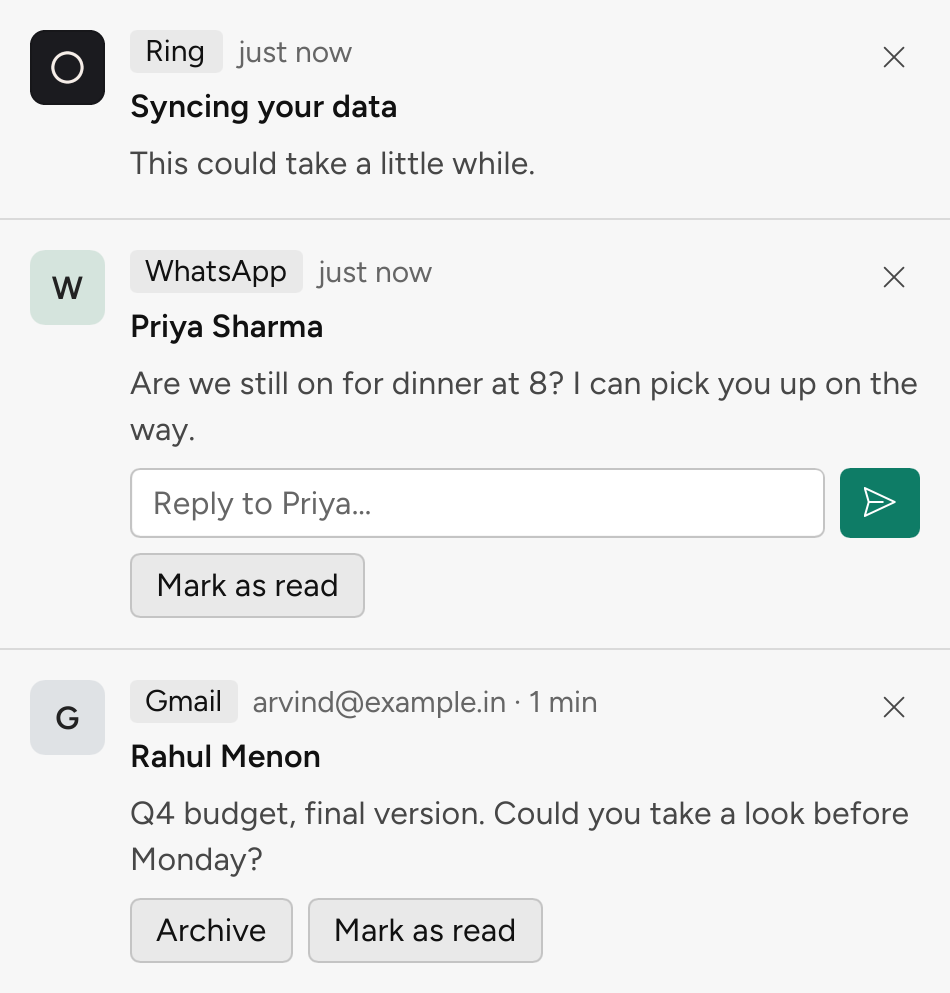 Ring just now
Syncing your data
This could take a little while.
W
WhatsApp just now
Priya Sharma
Are we still on for dinner at 8? I can pick you up on the
way.
Reply to Priya...
Mark as read
G
Gmail arvind@example.in · 1 min
Rahul Menon
Q4 budget, final version. Could you take a look before
Monday?
Archive Mark as read